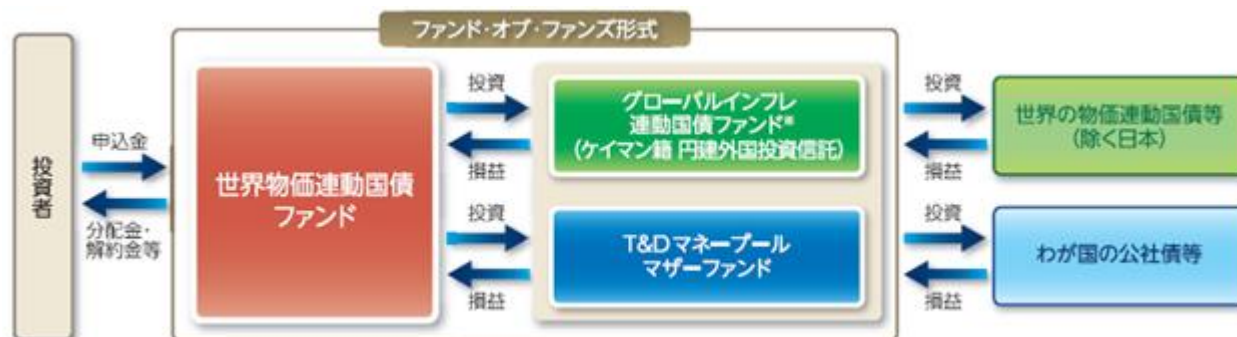 ファンド・オブ・ファンズ形式
投資者
申込金
分配金・
解約金等
世界物価連動国債
ファンド
投資
損益
投資
損益
グローバルインフレ
連動国債ファンド※
(ケイマン籍 円建外国投資信託)
T&Dマネープール
マザーファンド
投資
損益
投資
損益
世界の物価連動国債等
(除く日本)
わが国の公社債等